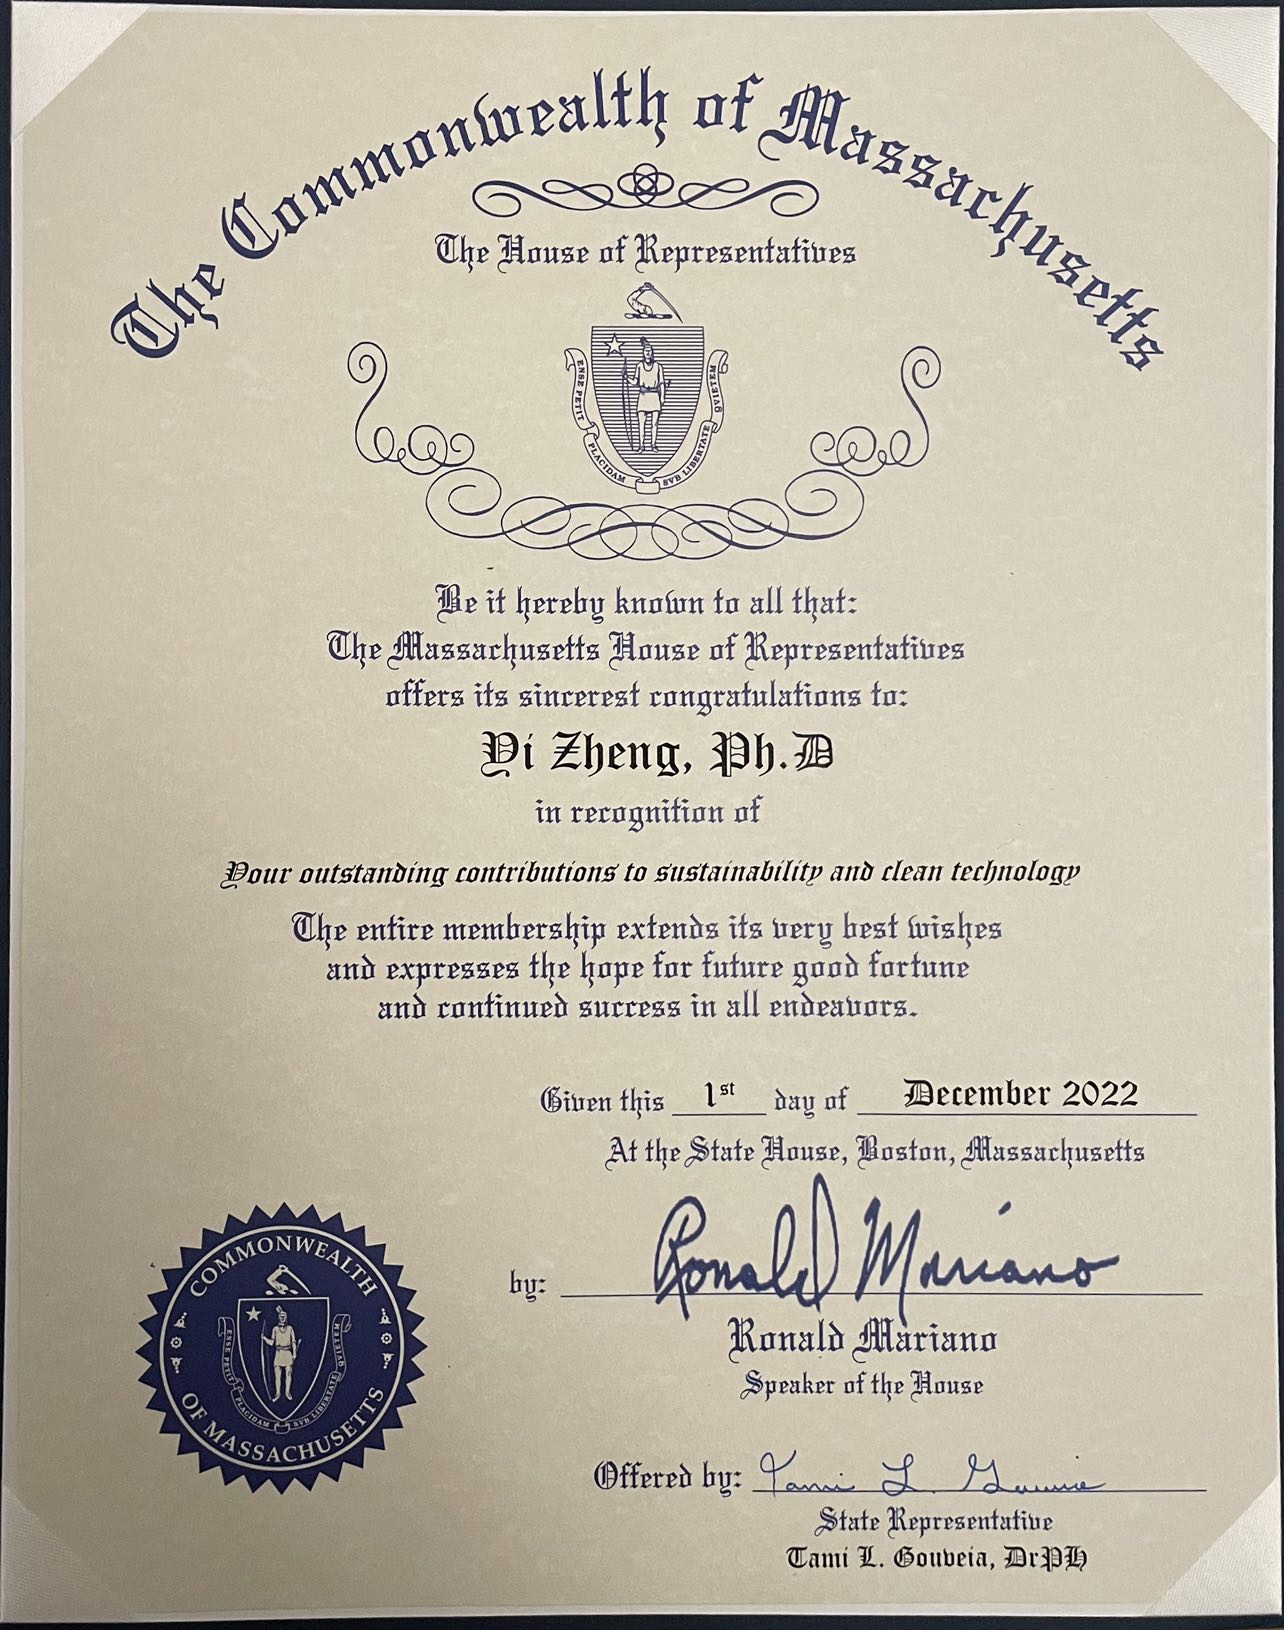 The Commonwealth of Massachusetts
The House of Representatives
ENSE PETIT PLACIDAM SVB LIBERTATE QVIETEM
Be it hereby known to all that:
The Massachusetts House of Representatives
offers its sincerest congratulations to:
Yi Zheng, Ph.D
in recognition of
Your outstanding contributions to sustainability and clean technology
The entire membership extends its very best wishes
and expresses the hope for future good fortune
and continued success in all endeavors.
Given this 1st day of December 2022
At the State House, Boston, Massachusetts
by: Ronald Mariano
Ronald Mariano
Speaker of the House
COMMONWEALTH OF MASSACHUSETTS
ENSE PETIT PLACIDAM SVB LIBERTATE QVIETEM
Offered by: Tami L. Gouveia
State Representative
Tami L. Gouveia, DrPH